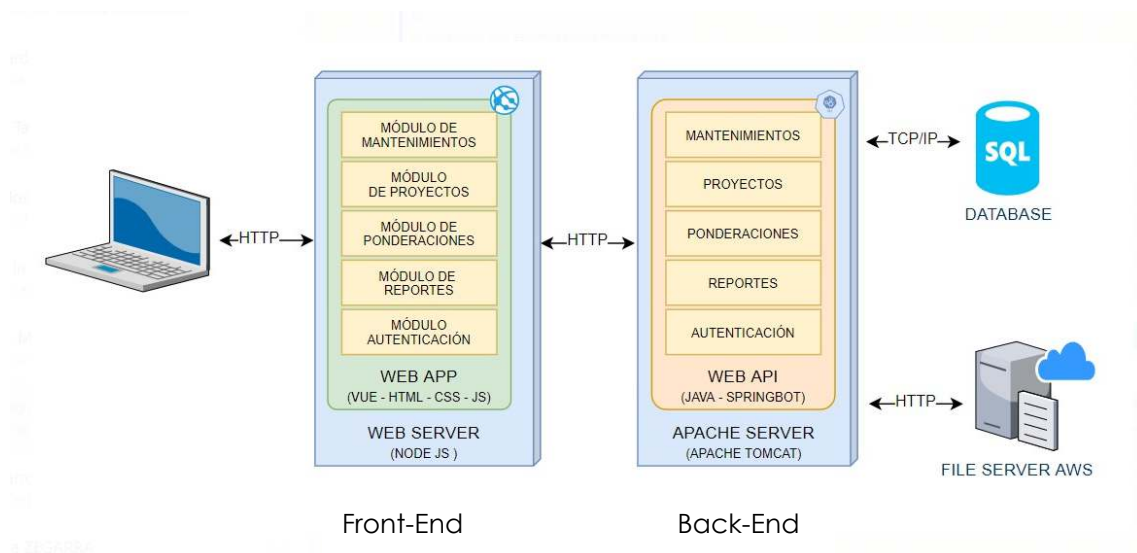 HTTP
MÓDULO DE
MANTENIMIENTOS
MÓDULO
DE PROYECTOS
MÓDULO DE
PONDERACIONES
MÓDULO DE
REPORTES
MÓDULO
AUTENTICACIÓN
WEB APP
(VUE - HTML - CSS - JS)
WEB SERVER
(NODE JS )
HTTP
MANTENIMIENTOS
PROYECTOS
PONDERACIONES
REPORTES
AUTENTICACIÓN
WEB API
(JAVA - SPRINGBOT)
APACHE SERVER
(APACHE TOMCAT)
TCP/IP
SQL
DATABASE
HTTP
FILE SERVER AWS
Front-End
Back-End